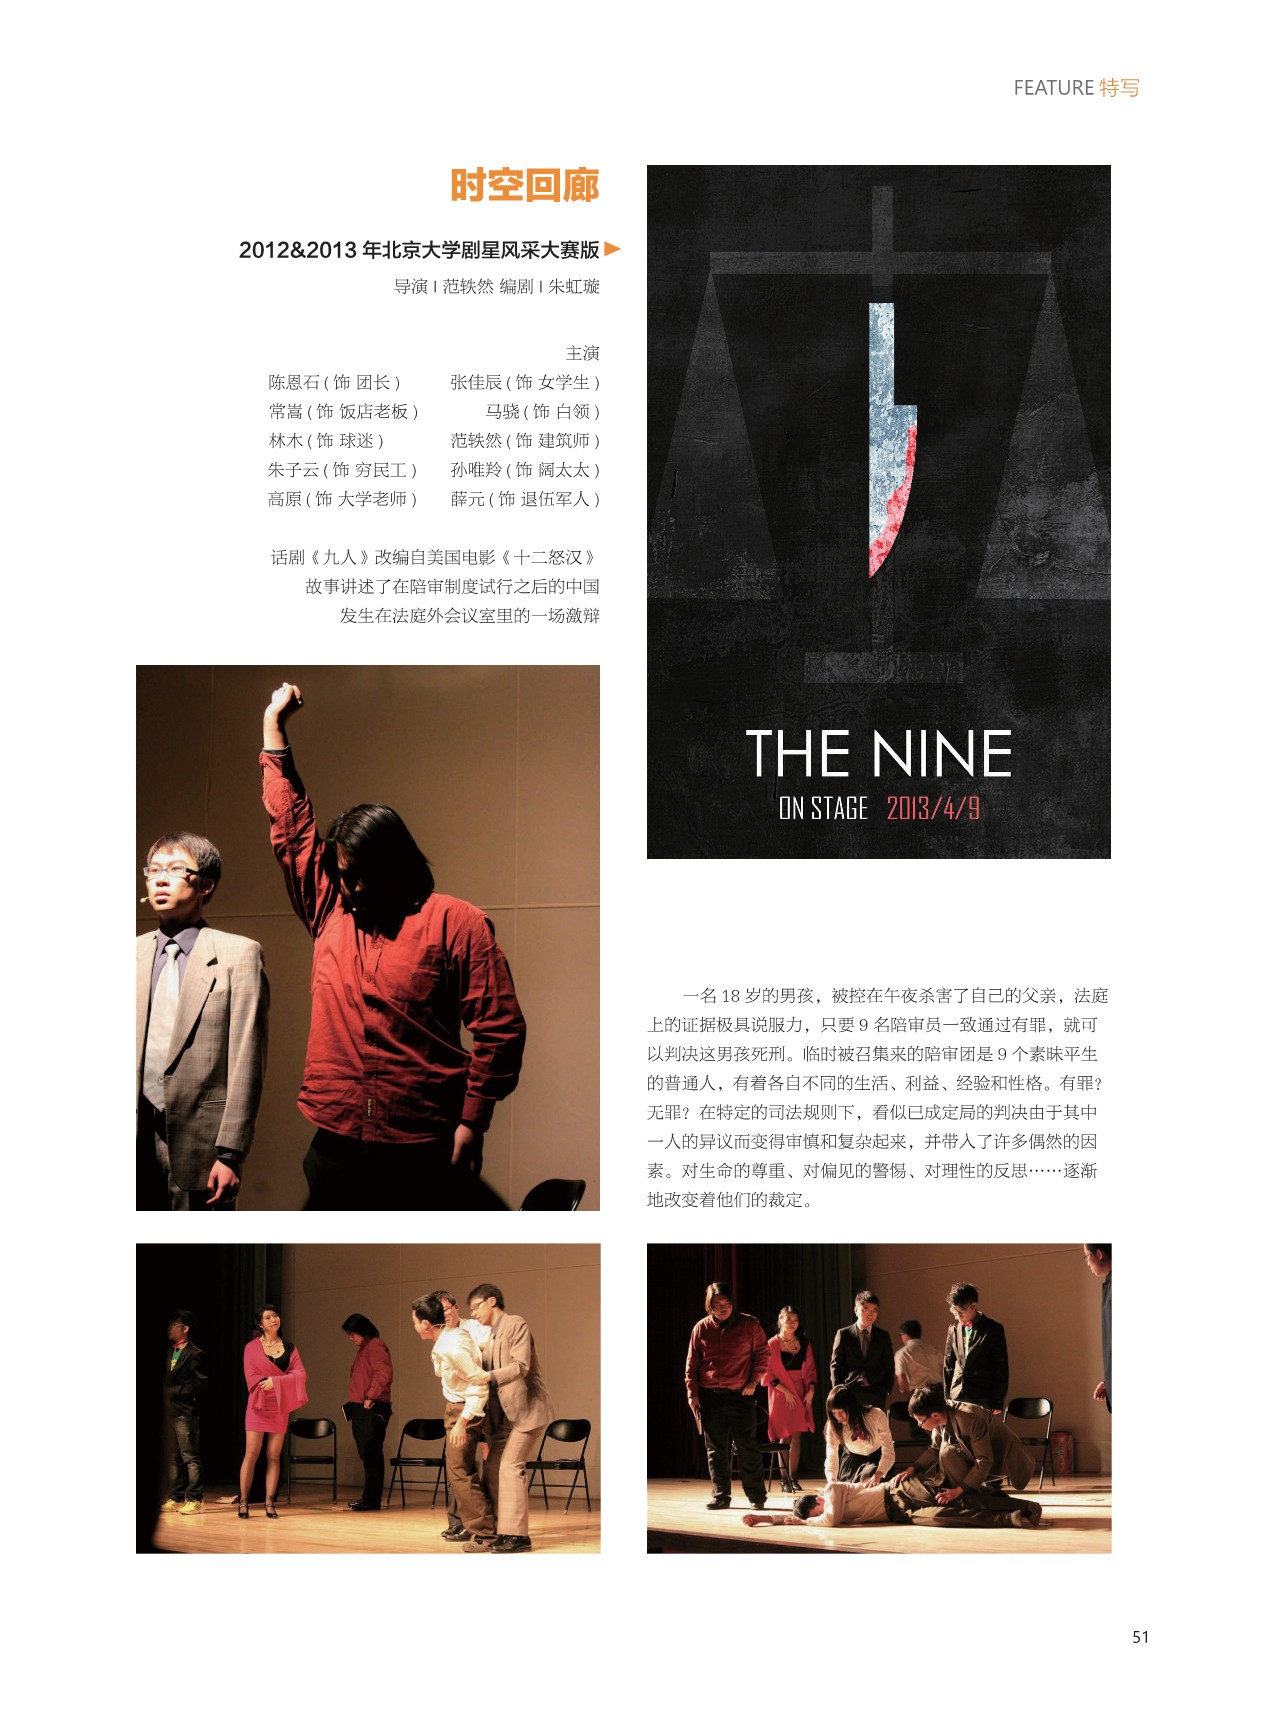 FEATURE 特写
时空回廊
2012&2013 年北京大学剧星风采大赛版
导演 | 范轶然 编剧 | 朱虹璇
主演
陈恩石 ( 饰 团长 ) 张佳辰 ( 饰 女学生 )
常嵩 ( 饰 饭店老板 ) 马骁 ( 饰 白领 )
林木 ( 饰 球迷 ) 范轶然 ( 饰 建筑师 )
朱子云 ( 饰 穷民工 ) 孙唯羚 ( 饰 阔太太 )
高原 ( 饰 大学老师 ) 薛元 ( 饰 退伍军人 )
话剧《九人》改编自美国电影《十二怒汉》
故事讲述了在陪审制度试行之后的中国
发生在法庭外会议室里的一场激辩
THE NINE
ON STAGE 2013/4/9
一名 18 岁的男孩，被控在午夜杀害了自己的父亲，法庭
上的证据极具说服力，只要 9 名陪审员一致通过有罪，就可
以判决这男孩死刑。临时被召集来的陪审团是 9 个素昧平生
的普通人，有着各自不同的生活、利益、经验和性格。有罪？
无罪？在特定的司法规则下，看似已成定局的判决由于其中
一人的异议而变得审慎和复杂起来，并带入了许多偶然的因
素。对生命的尊重、对偏见的警惕、对理性的反思……逐渐
地改变着他们的裁定。
51